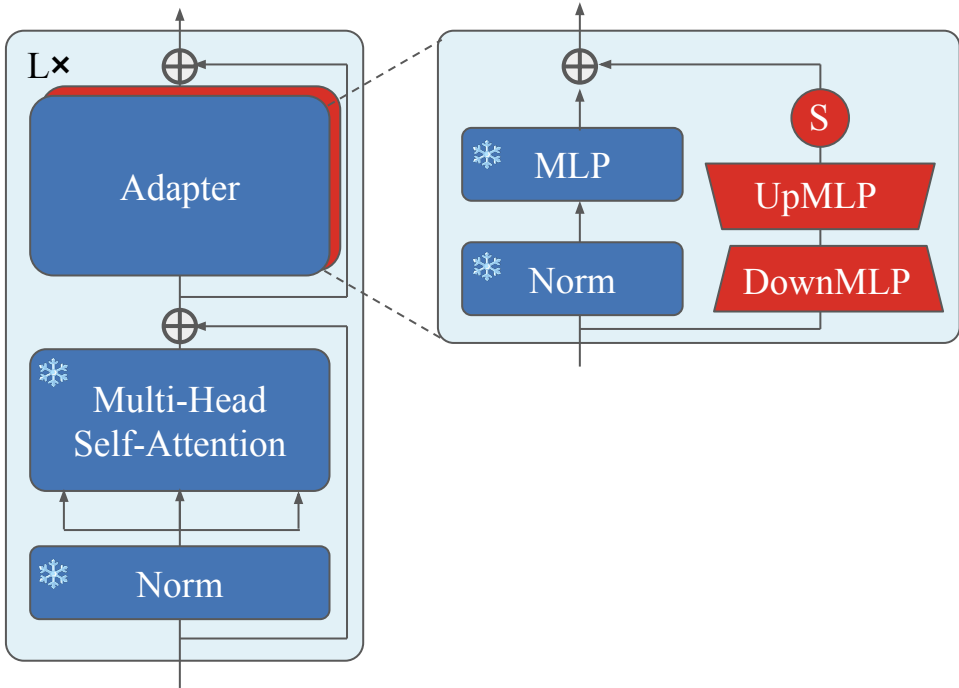 L×
Adapter
Multi-Head
Self-Attention
Norm
MLP
Norm
S
UpMLP
DownMLP